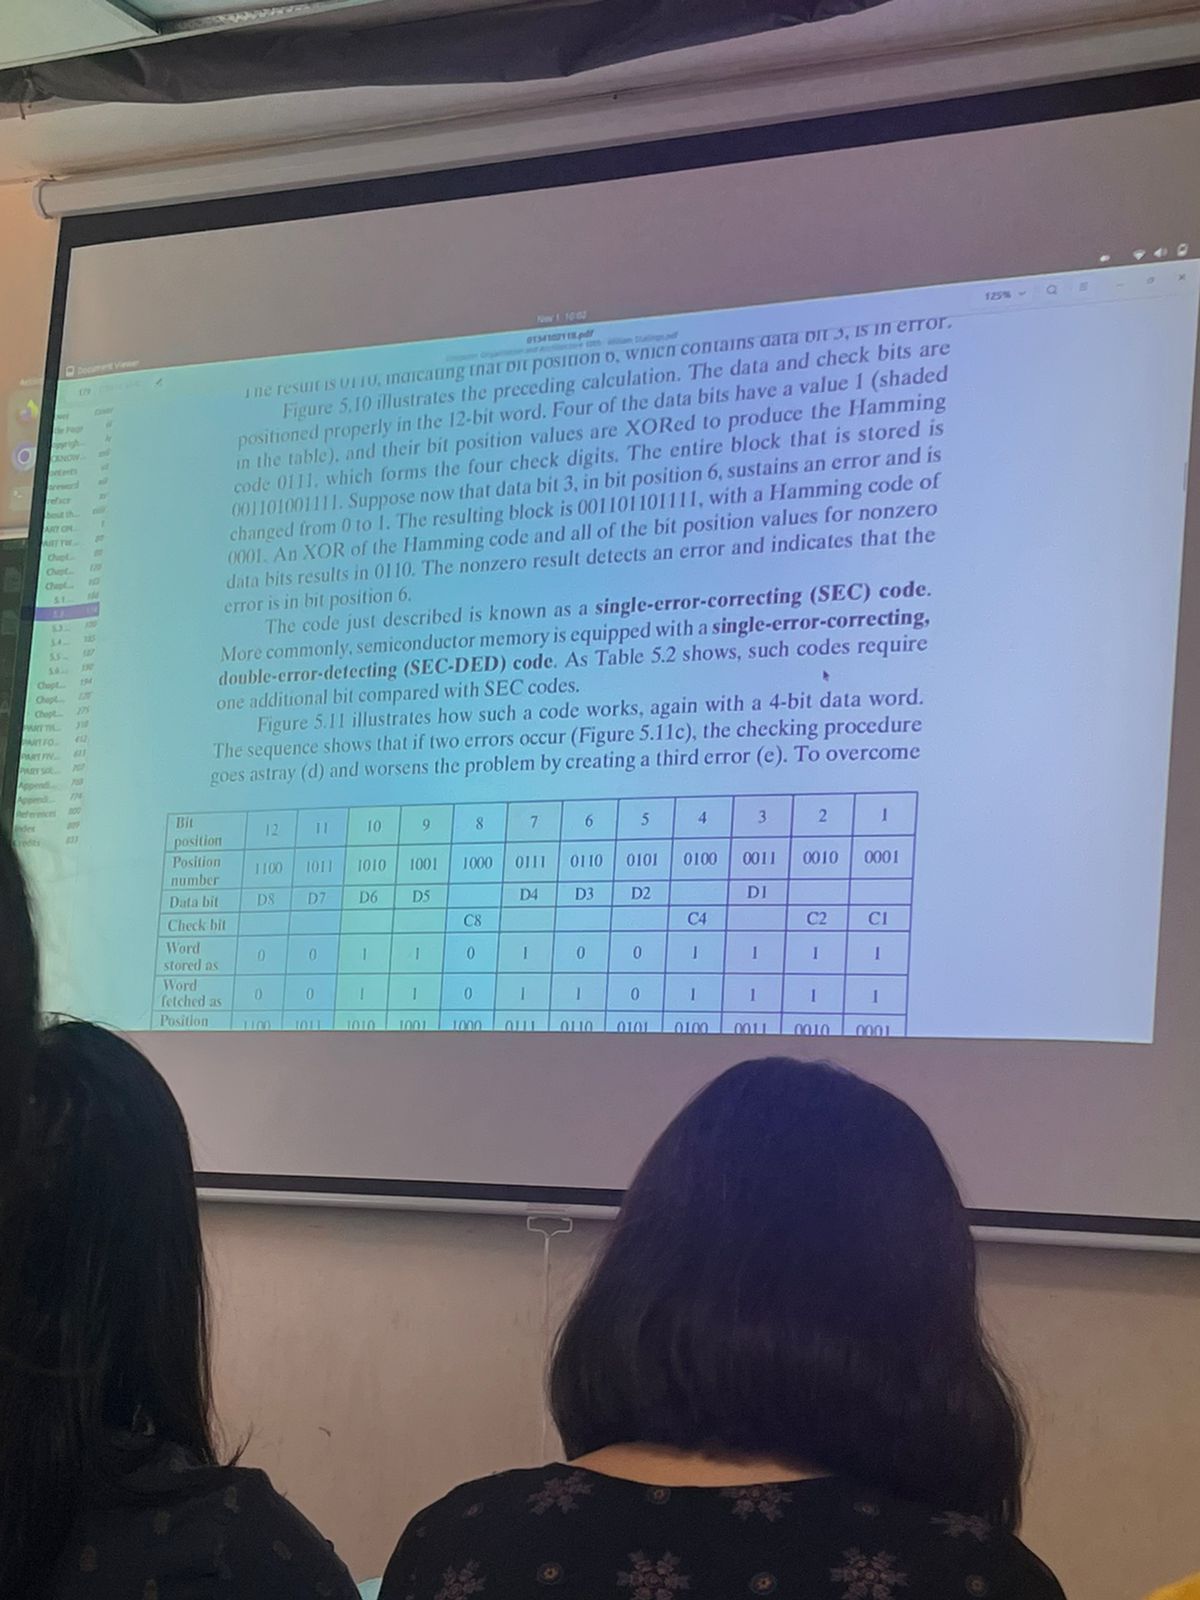 Nov 1 10:02
Document Viewer
0134102118.pdf
125%
The result is 0110, indicating that bit position 6, which contains data bit 3, is in error.
Figure 5.10 illustrates the preceding calculation. The data and check bits are
positioned properly in the 12-bit word. Four of the data bits have a value 1 (shaded
in the table), and their bit position values are XORed to produce the Hamming
code 0111, which forms the four check digits. The entire block that is stored is
001101001111. Suppose now that data bit 3, in bit position 6, sustains an error and is
changed from 0 to 1. The resulting block is 001101101111, with a Hamming code of
0001. An XOR of the Hamming code and all of the bit position values for nonzero
data bits results in 0110. The nonzero result detects an error and indicates that the
error is in bit position 6.
The code just described is known as a single-error-correcting (SEC) code.
More commonly, semiconductor memory is equipped with a single-error-correcting,
double-error-detecting (SEC-DED) code. As Table 5.2 shows, such codes require
one additional bit compared with SEC codes.
Figure 5.11 illustrates how such a code works, again with a 4-bit data word.
The sequence shows that if two errors occur (Figure 5.11c), the checking procedure
goes astray (d) and worsens the problem by creating a third error (e). To overcome
Bit position 12 11 10 9 8 7 6 5 4 3 2 1
Position number 1100 1011 1010 1001 1000 0111 0110 0101 0100 0011 0010 0001
Data bit D8 D7 D6 D5 D4 D3 D2 D1
Check bit C8 C4 C2 C1
Word stored as 0 0 1 1 0 1 0 0 1 1 1 1
Word fetched as 0 0 1 1 0 1 1 0 1 1 1 1
Position 1100 1011 1010 1001 1000 0111 0110 0101 0100 0011 0010 0001